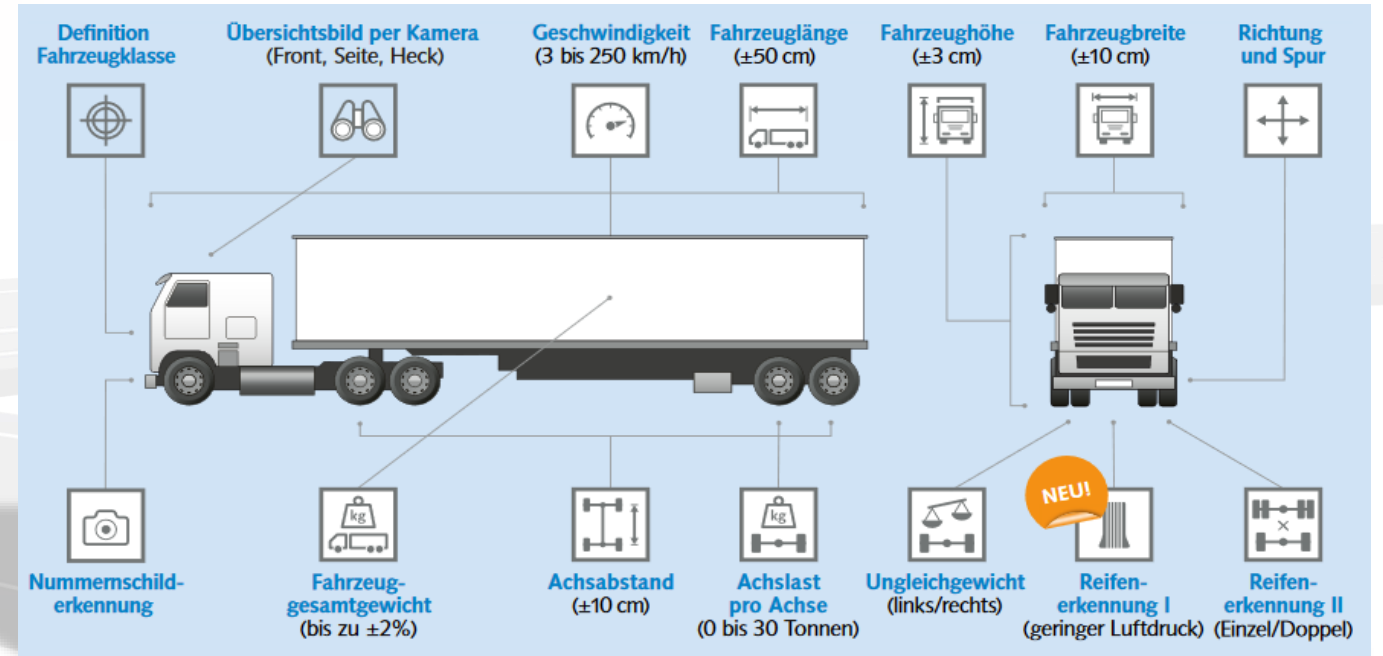 Definition
Fahrzeugklasse
Übersichtsbild per Kamera
(Front, Seite, Heck)
Geschwindigkeit
(3 bis 250 km/h)
Fahrzeuglänge
(±50 cm)
Fahrzeughöhe
(±3 cm)
Fahrzeugbreite
(±10 cm)
Richtung
und Spur
NEU!
kg
kg
Nummernschild-
erkennung
Fahrzeug-
gesamtgewicht
(bis zu ±2%)
Achsabstand
(±10 cm)
Achslast
pro Achse
(0 bis 30 Tonnen)
Ungleichgewicht
(links/rechts)
Reifen-
erkennung I
(geringer Luftdruck)
Reifen-
erkennung II
(Einzel/Doppel)